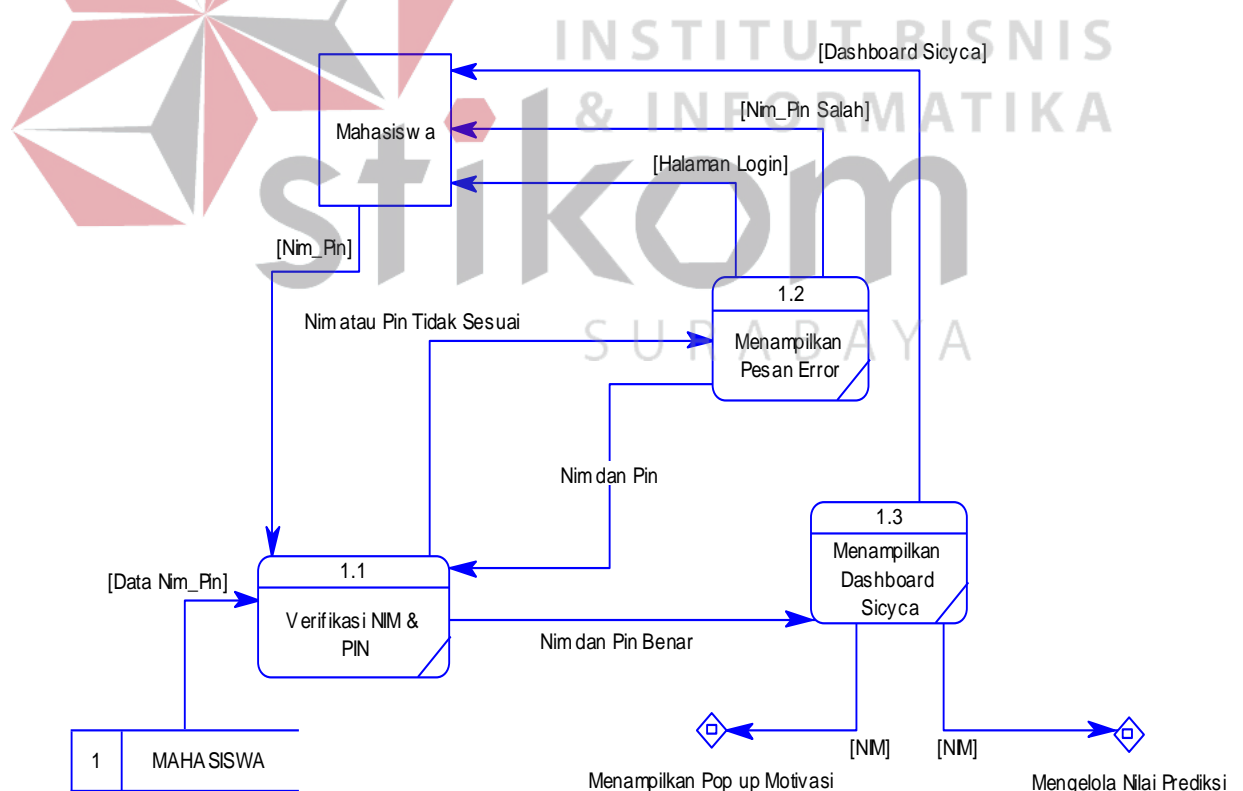 INSTITUT BISNIS
[Dashboard Sicyca]
& INFORMATIKA
[Nim_Pin Salah]
Mahasiswa
[Halaman Login]
stikom
[Nim_Pin]
1.2
Nim atau Pin Tidak Sesuai
SURABAYA
Menampilkan
Pesan Error
Nim dan Pin
1.3
Menampilkan
Dashboard
Sicyca
1.1
[Data Nim_Pin]
Verifikasi NIM &
PIN
Nim dan Pin Benar
[NIM]
[NIM]
1
MAHASISWA
Menampilkan Pop up Motivasi
Mengelola Nilai Prediksi